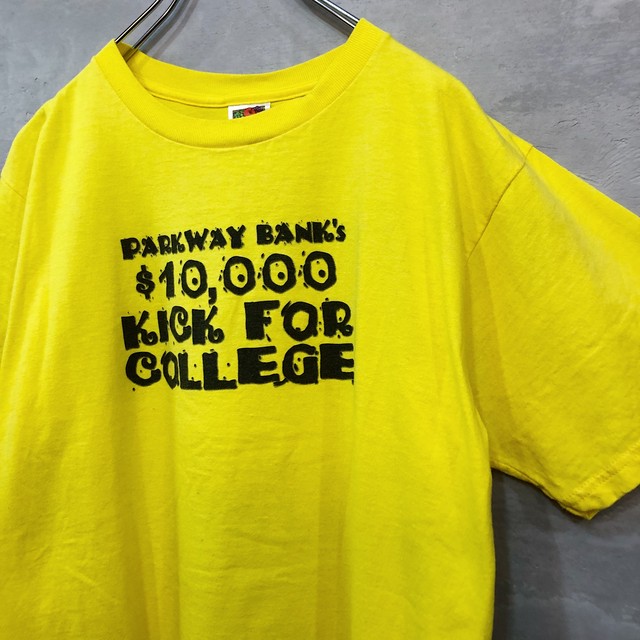 PARKWAY BANK's
$10,000
KICK FOR
COLLEGE